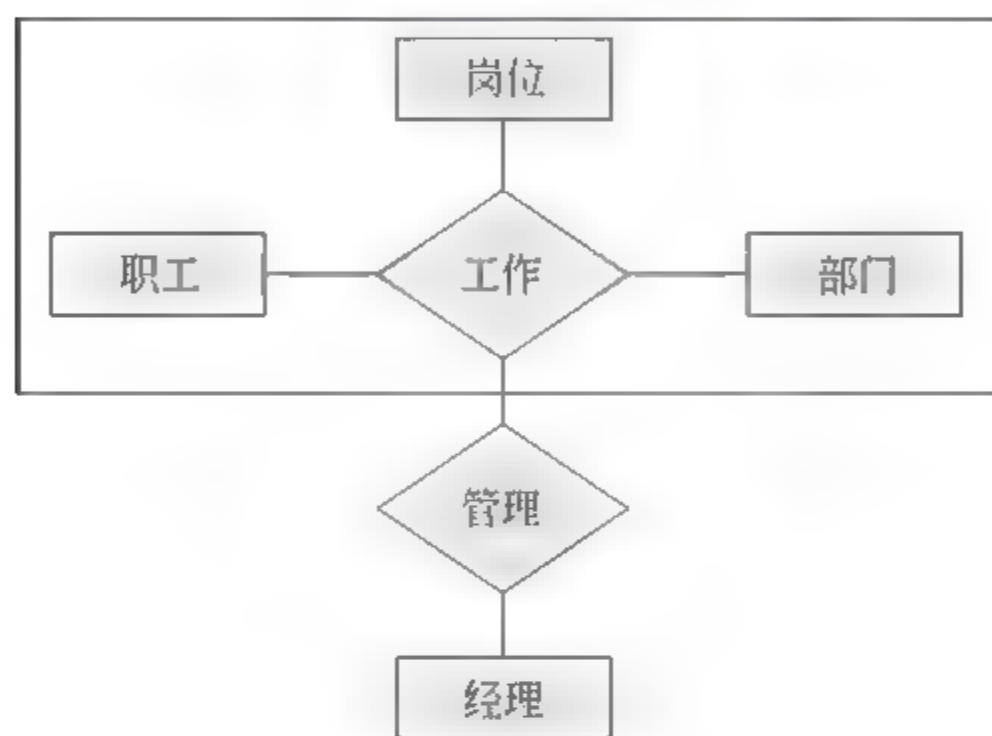 岗位
职工
工作
部门
管理
经理